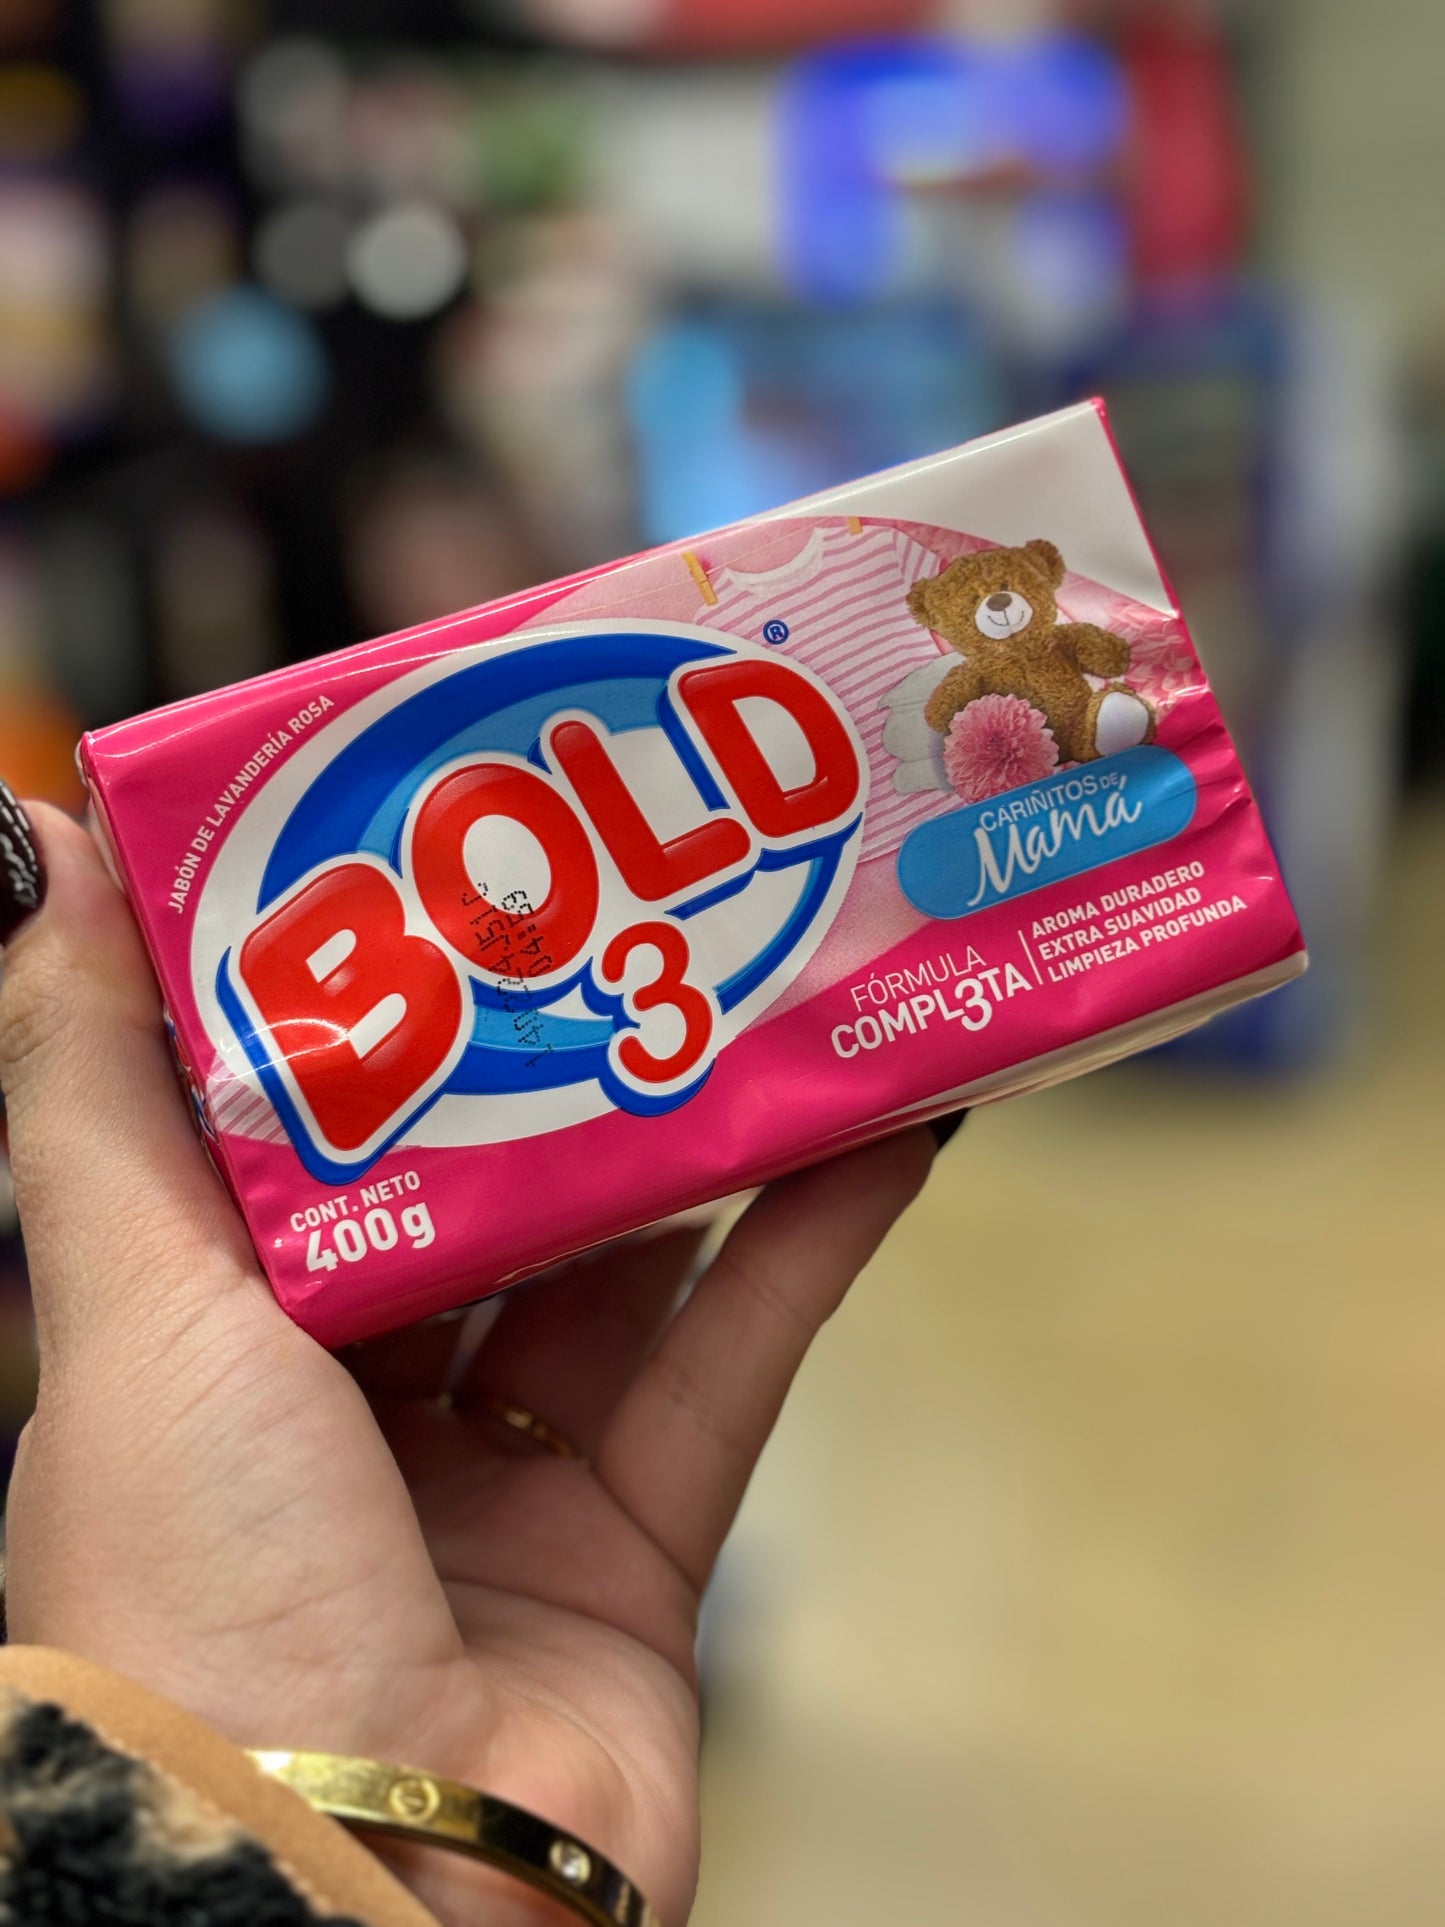 JABÓN DE LAVANDERÍA ROSA
BOLD
3
®
CARIÑITOS DE
Mamá
FÓRMULA
COMPL3TA
AROMA DURADERO
EXTRA SUAVIDAD
LIMPIEZA PROFUNDA
CONT. NETO
400g